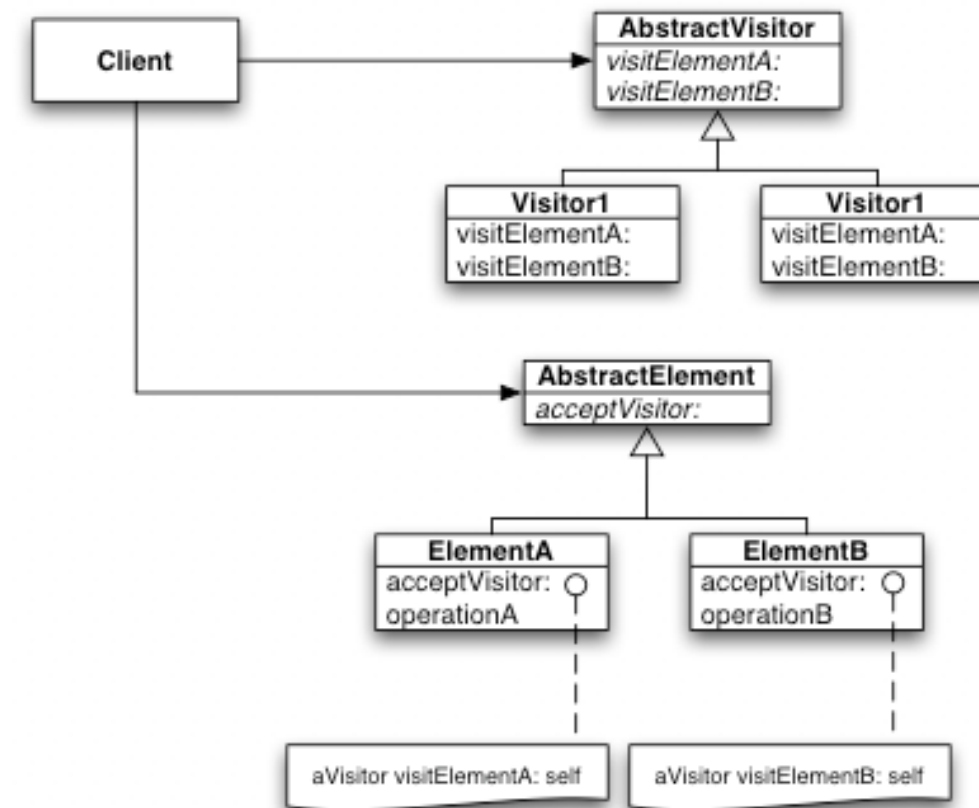 Client
AbstractVisitor
visitElementA:
visitElementB:
Visitor1
visitElementA:
visitElementB:
Visitor1
visitElementA:
visitElementB:
AbstractElement
acceptVisitor:
ElementA
acceptVisitor:
operationA
ElementB
acceptVisitor:
operationB
aVisitor visitElementA: self
aVisitor visitElementB: self